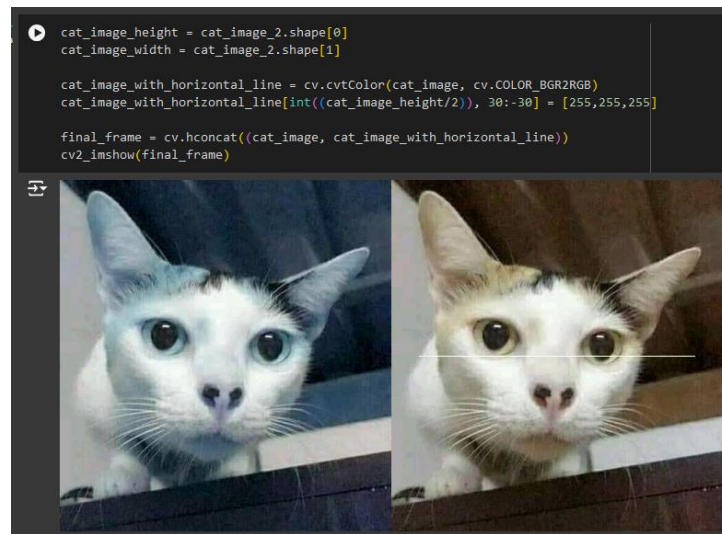 cat_image_height = cat_image_2.shape[0]
cat_image_width = cat_image_2.shape[1]
cat_image_with_horizontal_line = cv.cvtColor(cat_image, cv.COLOR_BGR2RGB)
cat_image_with_horizontal_line[int((cat_image_height/2)), 30:-30] = [255,255,255]
final_frame = cv.hconcat((cat_image, cat_image_with_horizontal_line))
cv2_imshow(final_frame)